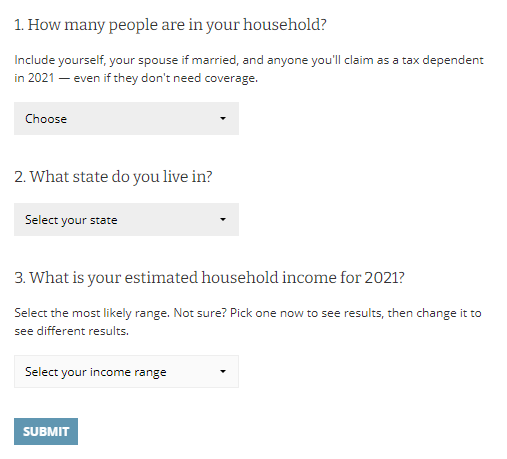 1. How many people are in your household?
Include yourself, your spouse if married, and anyone you'll claim as a tax dependent
in 2021 — even if they don't need coverage.
Choose
2. What state do you live in?
Select your state
3. What is your estimated household income for 2021?
Select the most likely range. Not sure? Pick one now to see results, then change it to
see different results.
Select your income range
SUBMIT